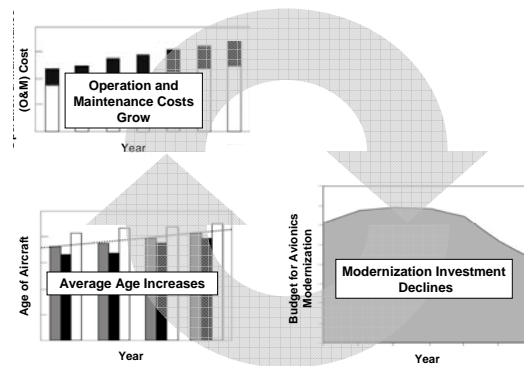 (O&M) Cost
Operation and
Maintenance Costs
Grow
Year
Age of Aircraft
Average Age Increases
Year
Budget for Avionics
Modernization
Modernization Investment
Declines
Year